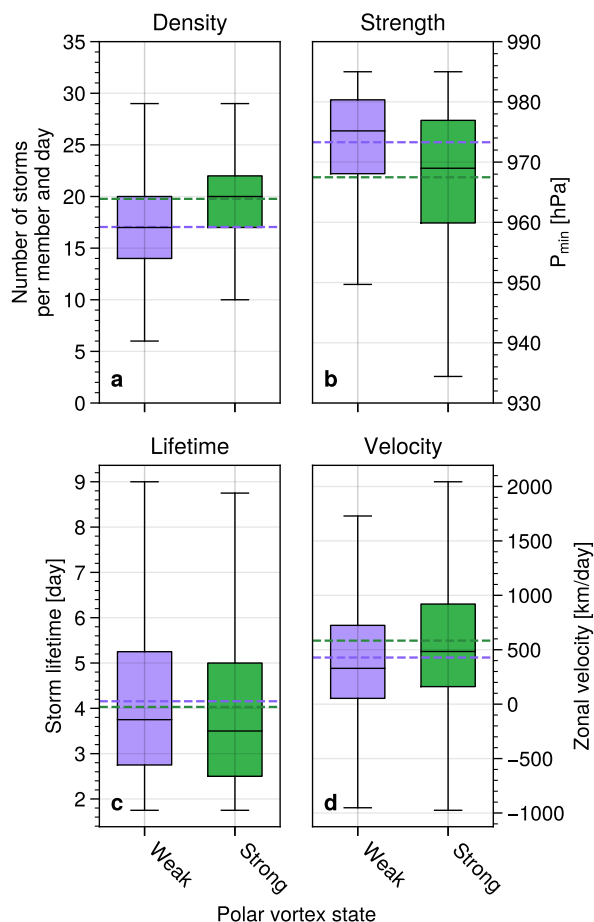 Density
Strength
35
30
25
20
15
10
5
0
Number of storms
per member and day
a
990
980
970
960
950
940
930
P_min [hPa]
b
Lifetime
Velocity
9
8
7
6
5
4
3
2
Storm lifetime [day]
c
2000
1500
1000
500
0
−500
−1000
Zonal velocity [km/day]
d
Weak
Strong
Weak
Strong
Polar vortex state